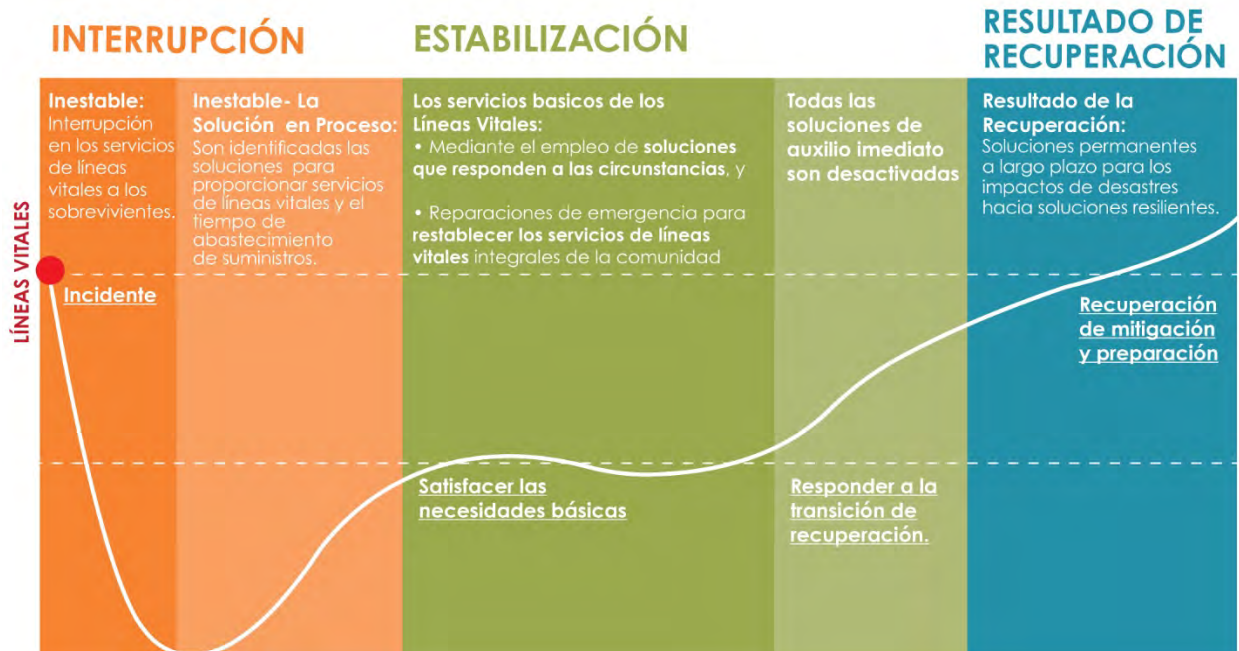 INTERRUPCIÓN
ESTABILIZACIÓN
RESULTADO DE
RECUPERACIÓN
LÍNEAS VITALES
Inestable:
Interrupción
en los servicios
de líneas
vitales a los
sobrevivientes.
Incidente
Inestable- La
Solución en Proceso:
Son identificadas las
soluciones para
proporcionar servicios
de líneas vitales y el
tiempo de
abastecimiento
de suministros.
Los servicios basicos de los
Líneas Vitales:
• Mediante el empleo de soluciones
que responden a las circunstancias, y
• Reparaciones de emergencia para
restablecer los servicios de líneas
vitales integrales de la comunidad
Satisfacer las
necesidades básicas
Todas las
soluciones de
auxilio imediato
son desactivadas
Responder a la
transición de
recuperación.
Resultado de la
Recuperación:
Soluciones permanentes
a largo plazo para los
impactos de desastres
hacia soluciones resilientes.
Recuperación
de mitigación
y preparación